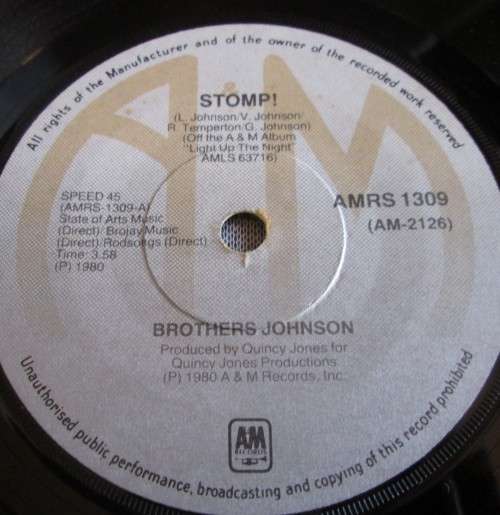 All rights of the Manufacturer and of the owner of the recorded work reserved
A&M
STOMP!
(L. Johnson/V. Johnson/
R. Temperton/G. Johnson)
(Off the A & M Album
"Light Up The Night"
AMLS 63716)
SPEED 45
(AMRS-1309-A)
State of Arts Music
(Direct) Brojay Music
(Direct) Rodsongs (Direct)
Time: 3.58
(P) 1980
AMRS 1309
(AM-2126)
BROTHERS JOHNSON
Produced by Quincy Jones for
Quincy Jones Productions
(P) 1980 A & M Records, Inc.
A&M
RECORDS
Unauthorised public performance, broadcasting and copying of this record prohibited